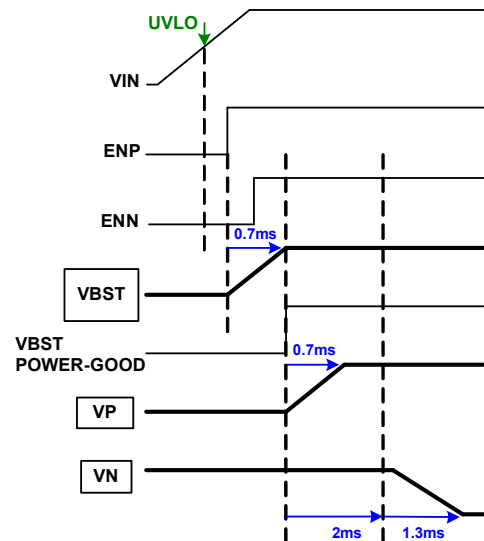 UVLO
VIN
ENP
ENN
0.7ms
VBST
VBST
POWER-GOOD
0.7ms
VP
VN
2ms
1.3ms